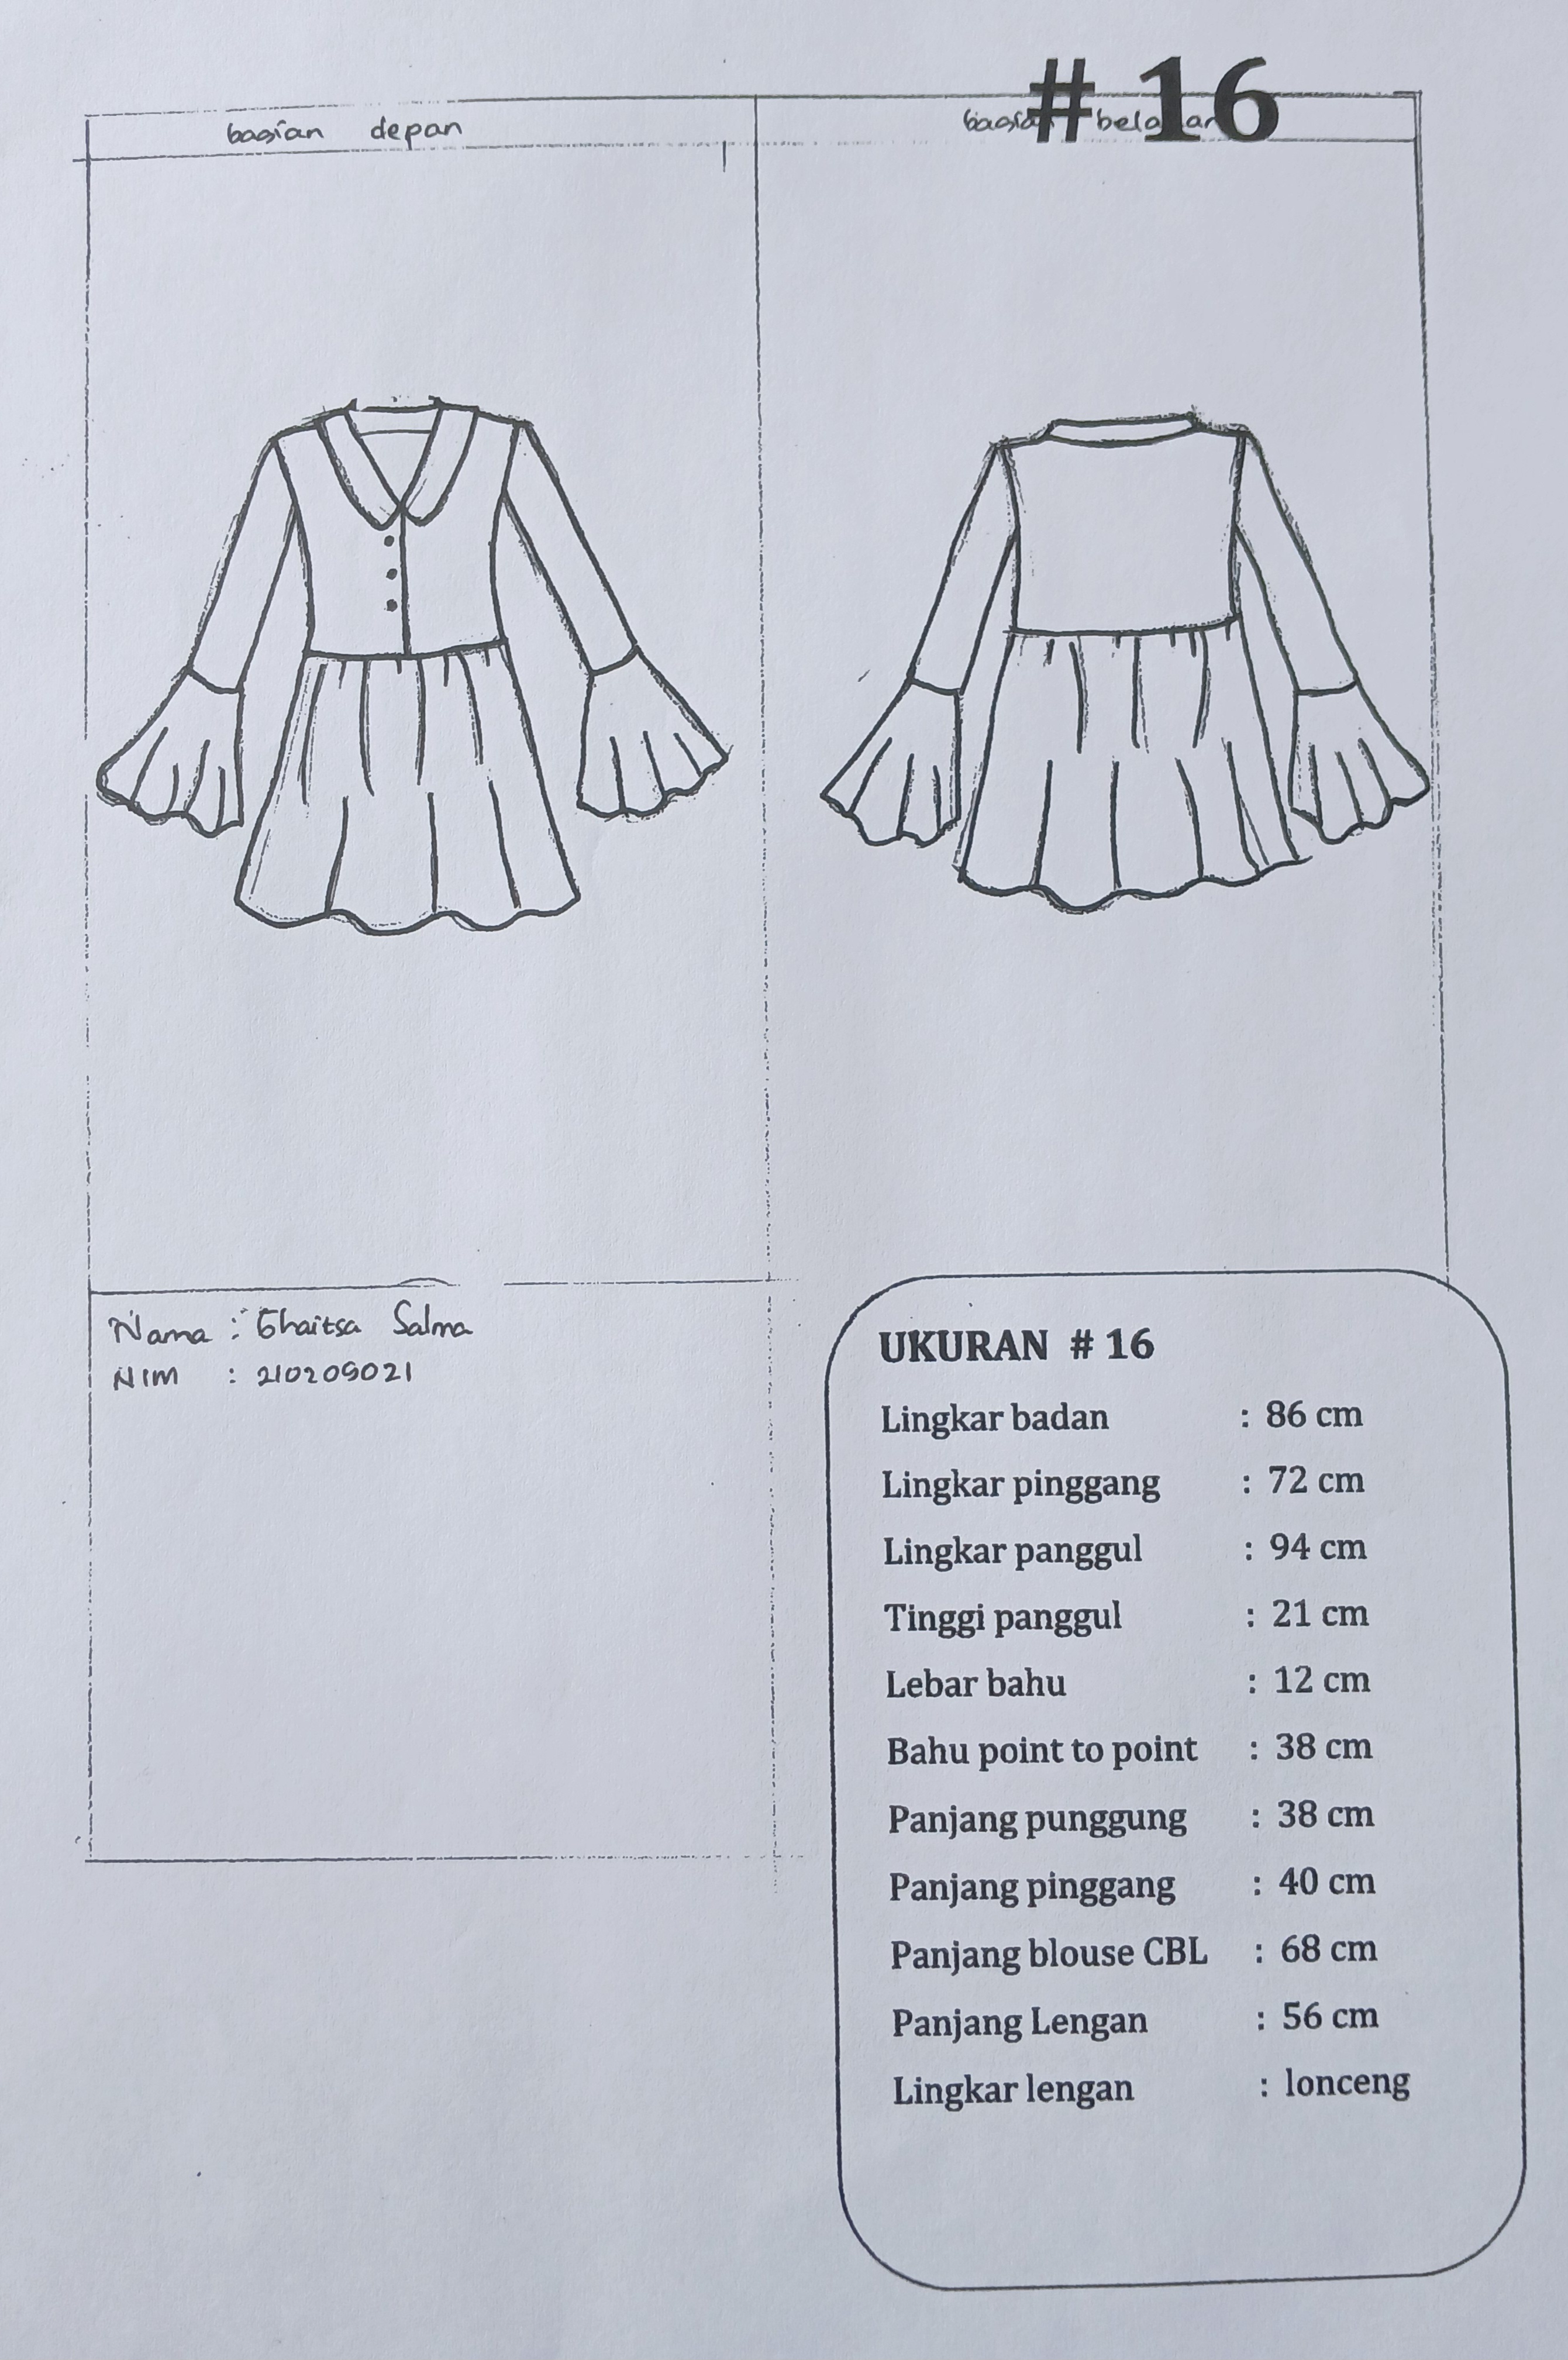 # 16
bagian depan
bagian
Nama : Ghaitsa Salma
NIM : 210209021
UKURAN # 16
Lingkar badan : 86 cm
Lingkar pinggang : 72 cm
Lingkar panggul : 94 cm
Tinggi panggul : 21 cm
Lebar bahu : 12 cm
Bahu point to point : 38 cm
Panjang punggung : 38 cm
Panjang pinggang : 40 cm
Panjang blouse CBL : 68 cm
Panjang Lengan : 56 cm
Lingkar lengan : lonceng